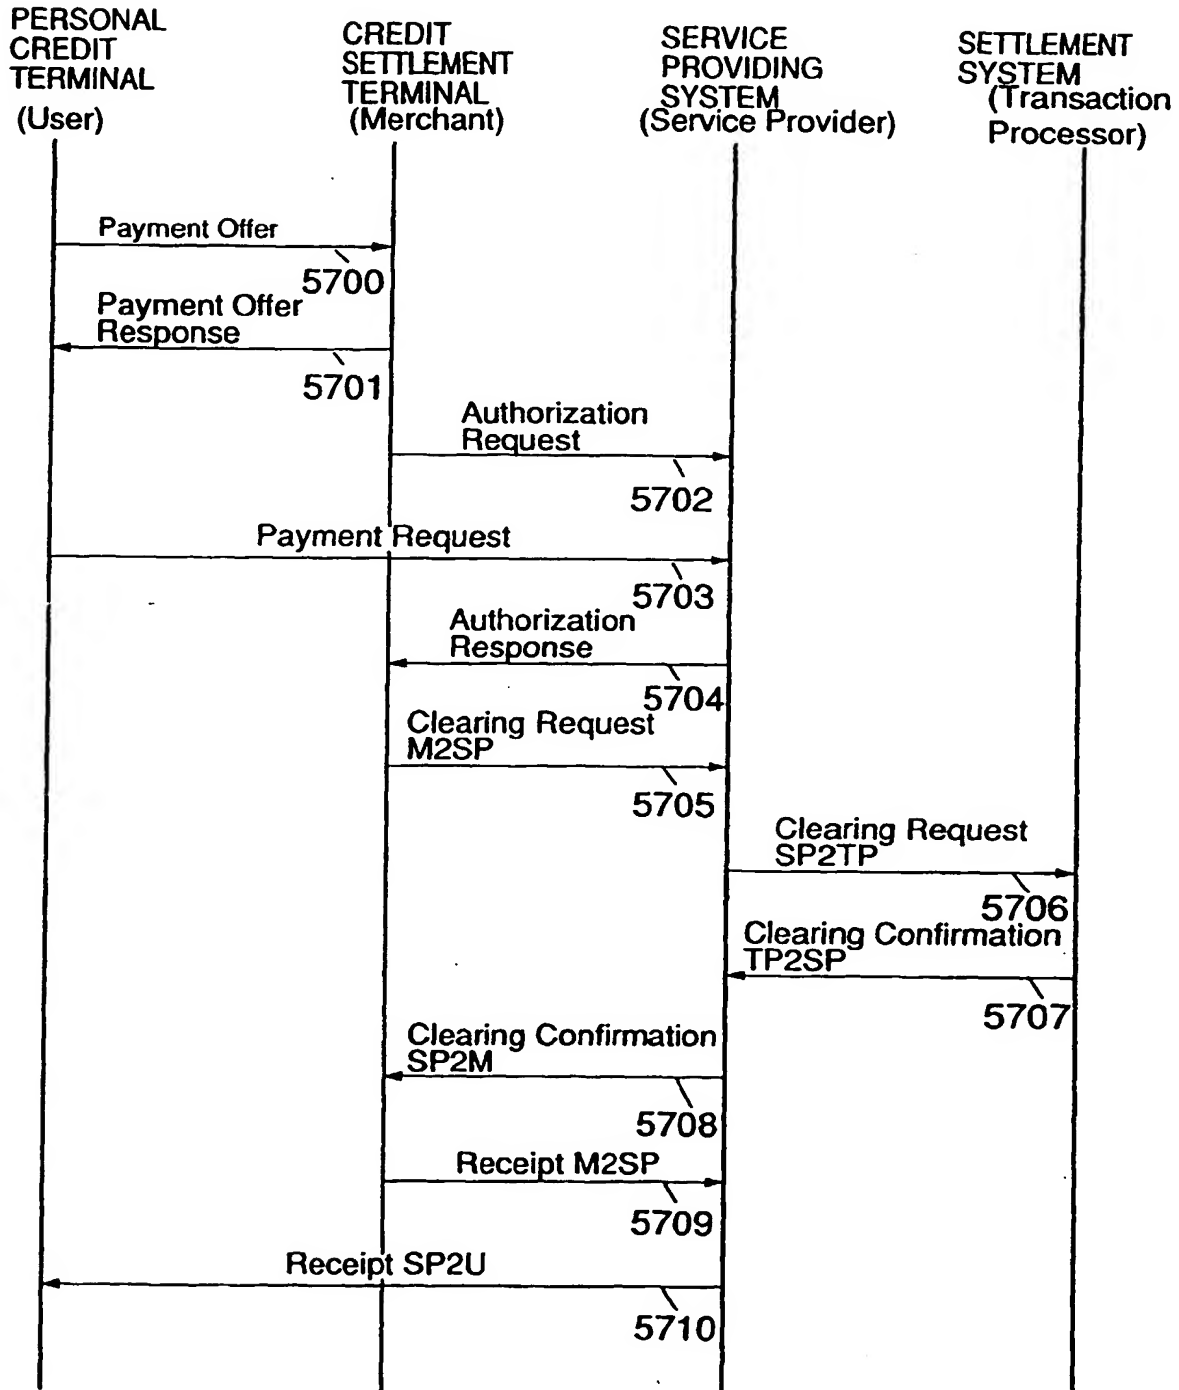 PERSONAL
CREDIT
TERMINAL
(User)
CREDIT
SETTLEMENT
TERMINAL
(Merchant)
SERVICE
PROVIDING
SYSTEM
(Service Provider)
SETTLEMENT
SYSTEM
(Transaction
Processor)
Payment Offer
5700
Payment Offer
Response
5701
Authorization
Request
5702
Payment Request
5703
Authorization
Response
5704
Clearing Request
M2SP
5705
Clearing Request
SP2TP
5706
Clearing Confirmation
TP2SP
5707
Clearing Confirmation
SP2M
5708
Receipt M2SP
5709
Receipt SP2U
5710